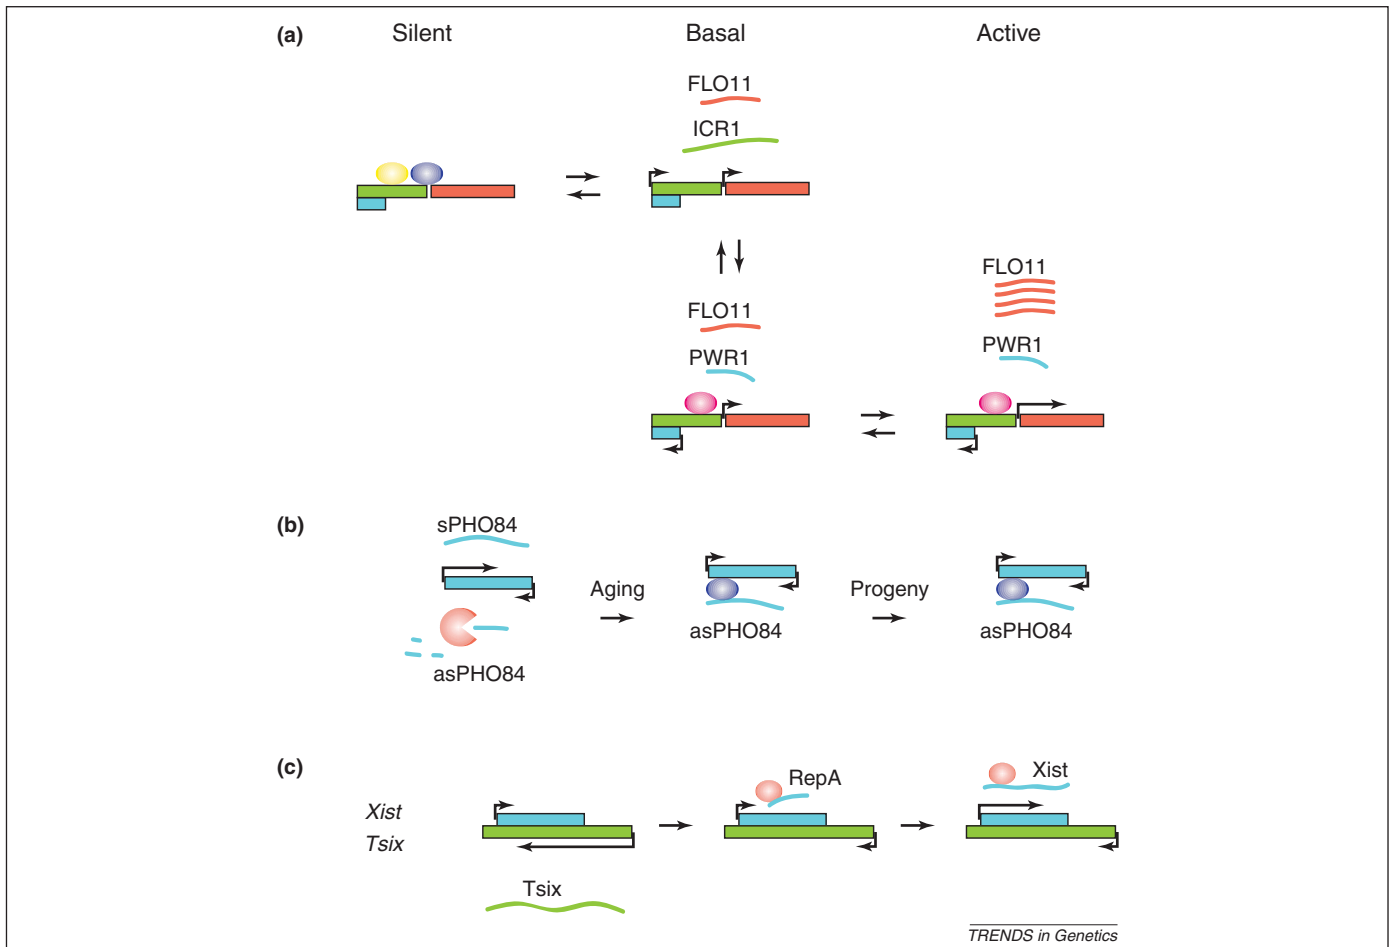 (a) Silent Basal Active
FLO11
ICR1
FLO11
FLO11
PWR1
PWR1
(b)
sPHO84
Aging
Progeny
asPHO84
asPHO84
asPHO84
(c)
RepA
Xist
Xist
Tsix
Tsix
TRENDS in Genetics